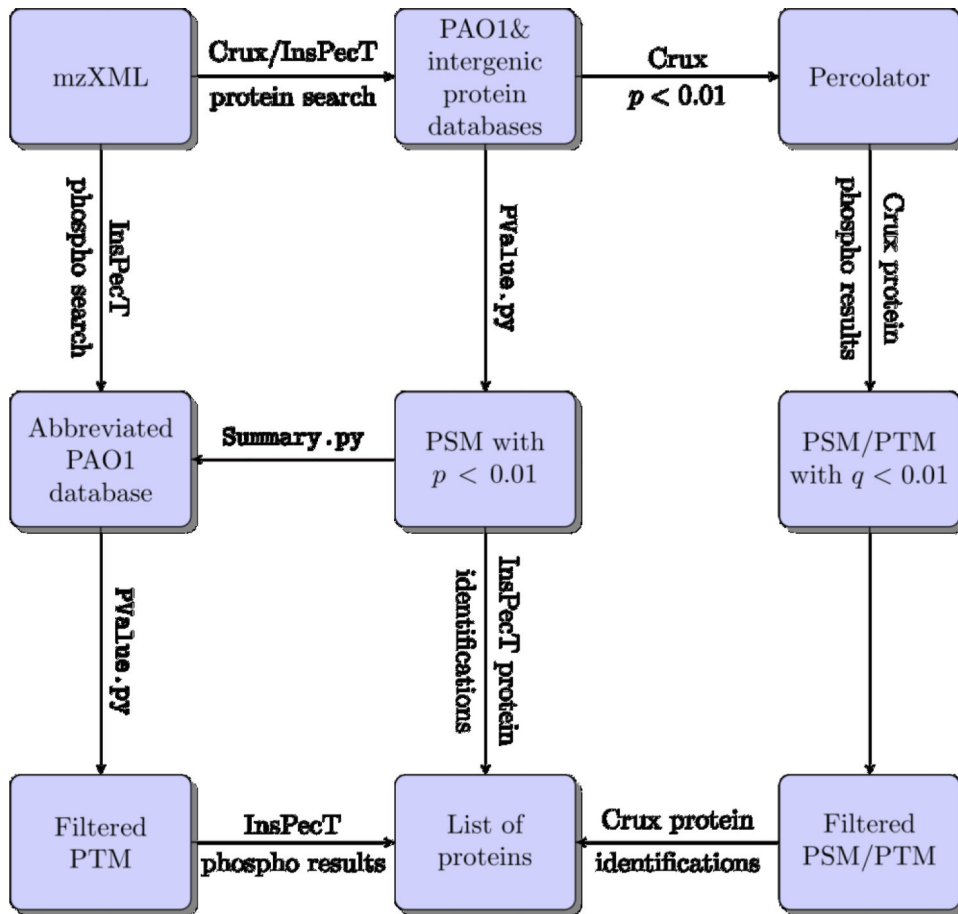 mzXML
Crux/InsPecT
protein search
PAO1&
intergenic
protein
databases
Crux
p < 0.01
Percolator
InsPecT
phospho search
PValue.py
Crux protein
phospho results
Abbreviated
PAO1
database
Summary.py
PSM with
p < 0.01
PSM/PTM
with q < 0.01
PValue.py
InsPecT protein
identifications
Filtered
PTM
InsPecT
phospho results
List of
proteins
Crux protein
identifications
Filtered
PSM/PTM